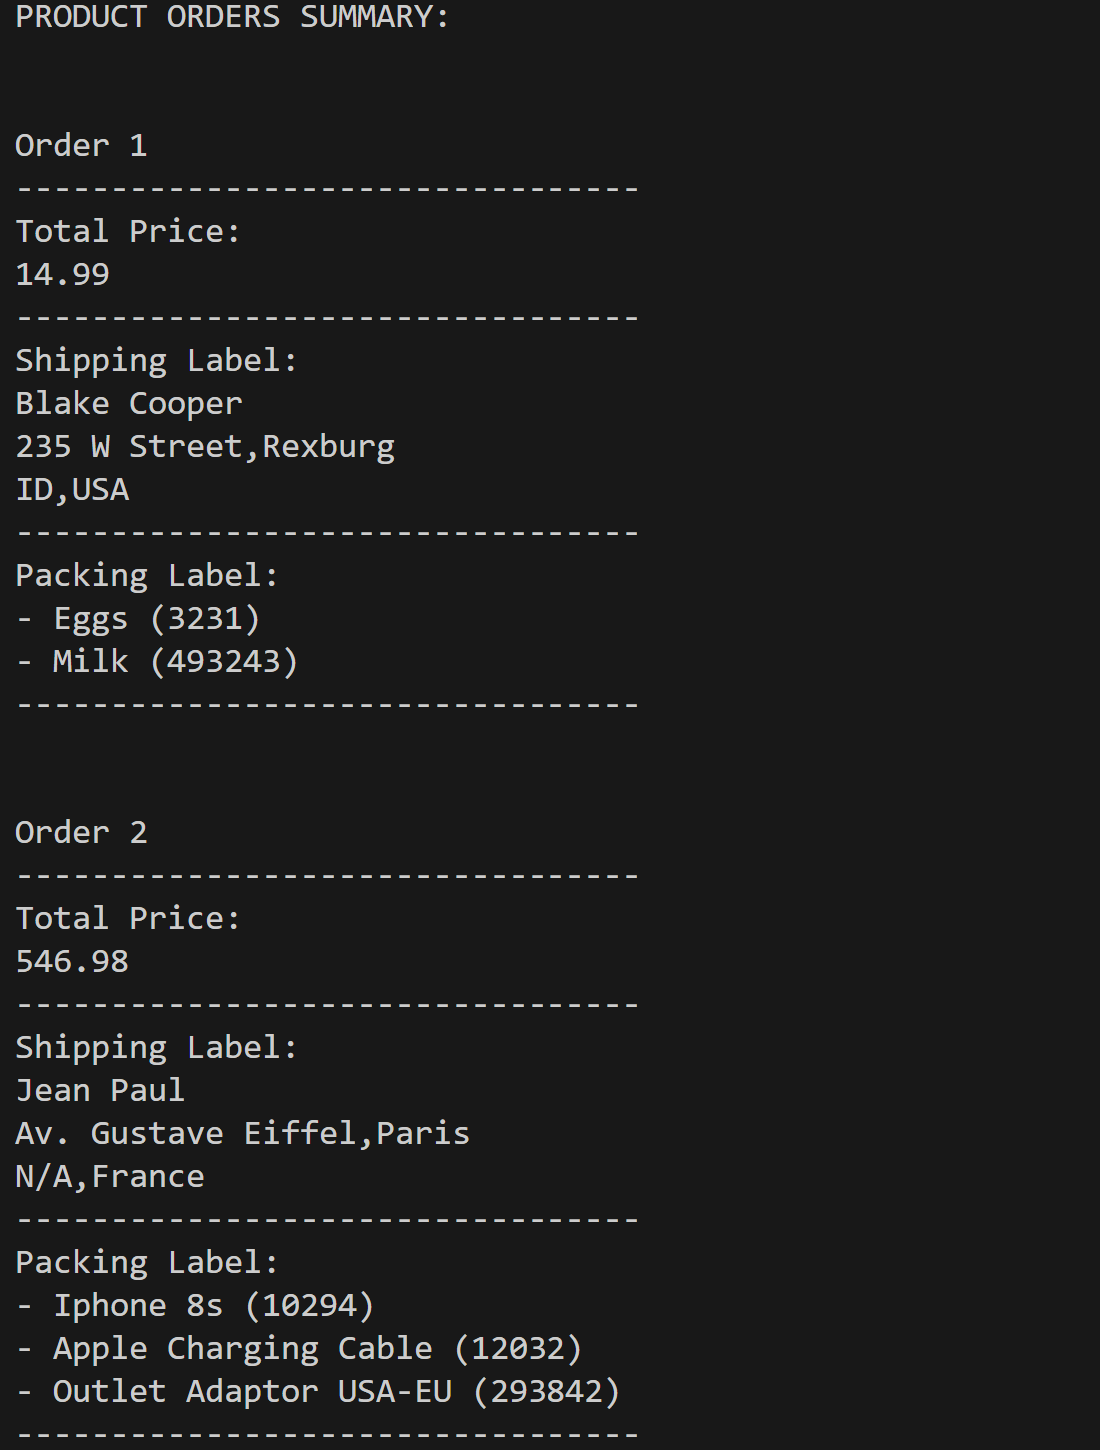 PRODUCT ORDERS SUMMARY:
Order 1
---------------------------------
Total Price:
14.99
---------------------------------
Shipping Label:
Blake Cooper
235 W Street,Rexburg
ID,USA
---------------------------------
Packing Label:
- Eggs (3231)
- Milk (493243)
---------------------------------
Order 2
---------------------------------
Total Price:
546.98
---------------------------------
Shipping Label:
Jean Paul
Av. Gustave Eiffel,Paris
N/A,France
---------------------------------
Packing Label:
- Iphone 8s (10294)
- Apple Charging Cable (12032)
- Outlet Adaptor USA-EU (293842)
---------------------------------